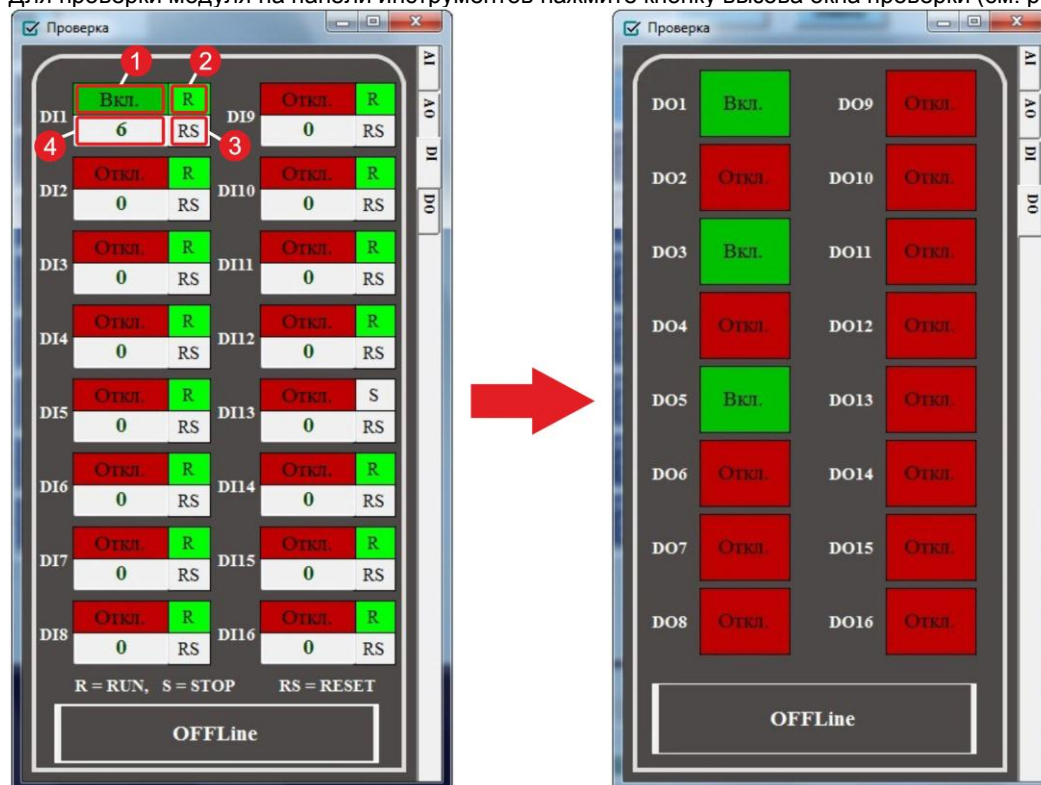 Для проверки модуля на панели инструментов нажмите кнопку вызова окна проверки (см. р
Проверка
AI
AO
DI
DO
1 2
DI1 Вкл. R DI9 Откл. R
6 RS 0 RS
4 3
DI2 Откл. R DI10 Откл. R
0 RS 0 RS
DI3 Откл. R DI11 Откл. R
0 RS 0 RS
DI4 Откл. R DI12 Откл. R
0 RS 0 RS
DI5 Откл. R DI13 Откл. S
0 RS 0 RS
DI6 Откл. R DI14 Откл. R
0 RS 0 RS
DI7 Откл. R DI15 Откл. R
0 RS 0 RS
DI8 Откл. R DI16 Откл. R
0 RS 0 RS
R = RUN, S = STOP RS = RESET
OFFLine
Проверка
AI
AO
DI
DO
DO1 Вкл. DO9 Откл.
DO2 Откл. DO10 Откл.
DO3 Вкл. DO11 Откл.
DO4 Откл. DO12 Откл.
DO5 Вкл. DO13 Откл.
DO6 Откл. DO14 Откл.
DO7 Откл. DO15 Откл.
DO8 Откл. DO16 Откл.
OFFLine